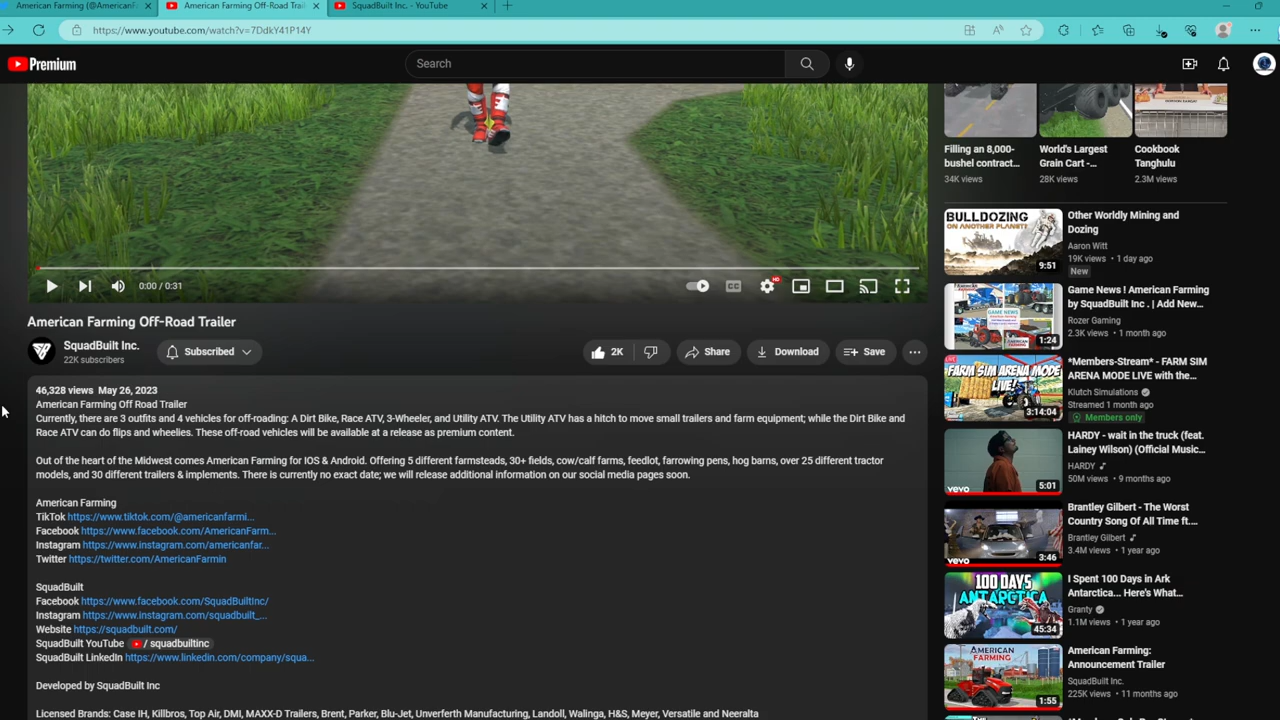 American Farming (@AmericanF
American Farming Off-Road Trail
SquadBuilt Inc. - YouTube
https://www.youtube.com/watch?v=7DdkY41P14Y
Premium
Search
Filling an 8,000-
bushel contract...
34K views
World's Largest
Grain Cart -...
28K views
Cookbook
Tanghulu
2.3M views
0:00 / 0:31
CC
HD
American Farming Off-Road Trailer
SquadBuilt Inc.
22K subscribers
Subscribed
2K
Share
Download
Save
46,328 views May 26, 2023
American Farming Off Road Trailer
Currently, there are 3 outfits and 4 vehicles for off-roading: A Dirt Bike. Race ATV, 3-Wheeler, and Utility ATV. The Utility ATV has a hitch to move small trailers and farm equipment; while the Dirt Bike and
Race ATV can do flips and wheelies. These off-road vehicles will be available at a release as premium content.
Out of the heart of the Midwest comes American Farming for IOS & Android. Offering 5 different farmsteads, 30+ fields, cow/calf farms, feedlot, farrowing pens, hog barns, over 25 different tractor
models, and 30 different trailers & implements. There is currently no exact date; we will release additional information on our social media pages soon.
American Farming
TikTok https://www.tiktok.com/@americanfarmi...
Facebook https://www.facebook.com/AmericanFarm...
Instagram https://www.instagram.com/americanfar...
Twitter https://twitter.com/AmericanFarmin
SquadBuilt
Facebook https://www.facebook.com/SquadBuiltInc/
Instagram https://www.instagram.com/squadbuilt_...
Website https://squadbuilt.com/
SquadBuilt YouTube / squadbuiltinc
SquadBuilt LinkedIn https://www.linkedin.com/company/squa...
Developed by SquadBuilt Inc
Licensed Brands: Case IH, Killbros, Top Air, DMI, MAXX-D Trailers, Brent, Parker, Blu-Jet, Unverferth Manufacturing, Landoll, Walinga, H&S, Meyer, Versatile and Neeralta
BULLDOZING
ON ANOTHER PLANET!
9:51
Other Worldly Mining and
Dozing
Aaron Witt
19K views • 1 day ago
New
GAME NEWS
1:24
Game News ! American Farming
by SquadBuilt Inc . | Add New...
Rozer Gaming
2.3K views • 1 month ago
LIVE
FARM SIM ARENA MODE
LIVE!
3:14:04
*Members-Stream* - FARM SIM
ARENA MODE LIVE with the...
Klutch Simulations
Streamed 1 month ago
Members only
vevo
5:01
HARDY - wait in the truck (feat.
Lainey Wilson) (Official Music...
HARDY
50M views • 9 months ago
vevo
3:46
Brantley Gilbert - The Worst
Country Song Of All Time ft....
Brantley Gilbert
3.4M views • 1 year ago
100 DAYS
ANTARCTICA
45:34
I Spent 100 Days in Ark
Antarctica... Here's What...
Granty
1.1M views • 1 year ago
AMERICAN
FARMING
1:55
American Farming:
Announcement Trailer
SquadBuilt Inc.
225K views • 11 months ago